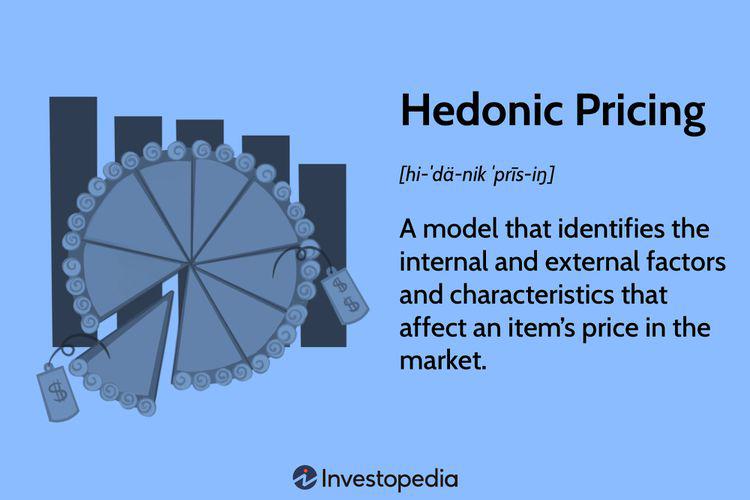 Hedonic Pricing
[hi-ˈdä-nik ˈprīs-iŋ]
A model that identifies the
internal and external factors
and characteristics that
affect an item’s price in the
market.
$
$
$
Investopedia